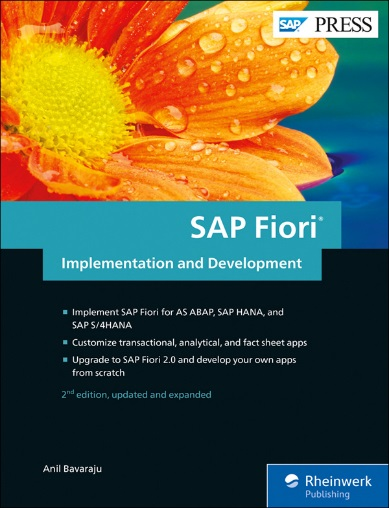 SAP PRESS
SAP Fiori®
Implementation and Development
▪ Implement SAP Fiori for AS ABAP, SAP HANA, and
SAP S/4HANA
▪ Customize transactional, analytical, and fact sheet apps
▪ Upgrade to SAP Fiori 2.0 and develop your own apps
from scratch
2nd edition, updated and expanded
Anil Bavaraju
Rheinwerk
Publishing